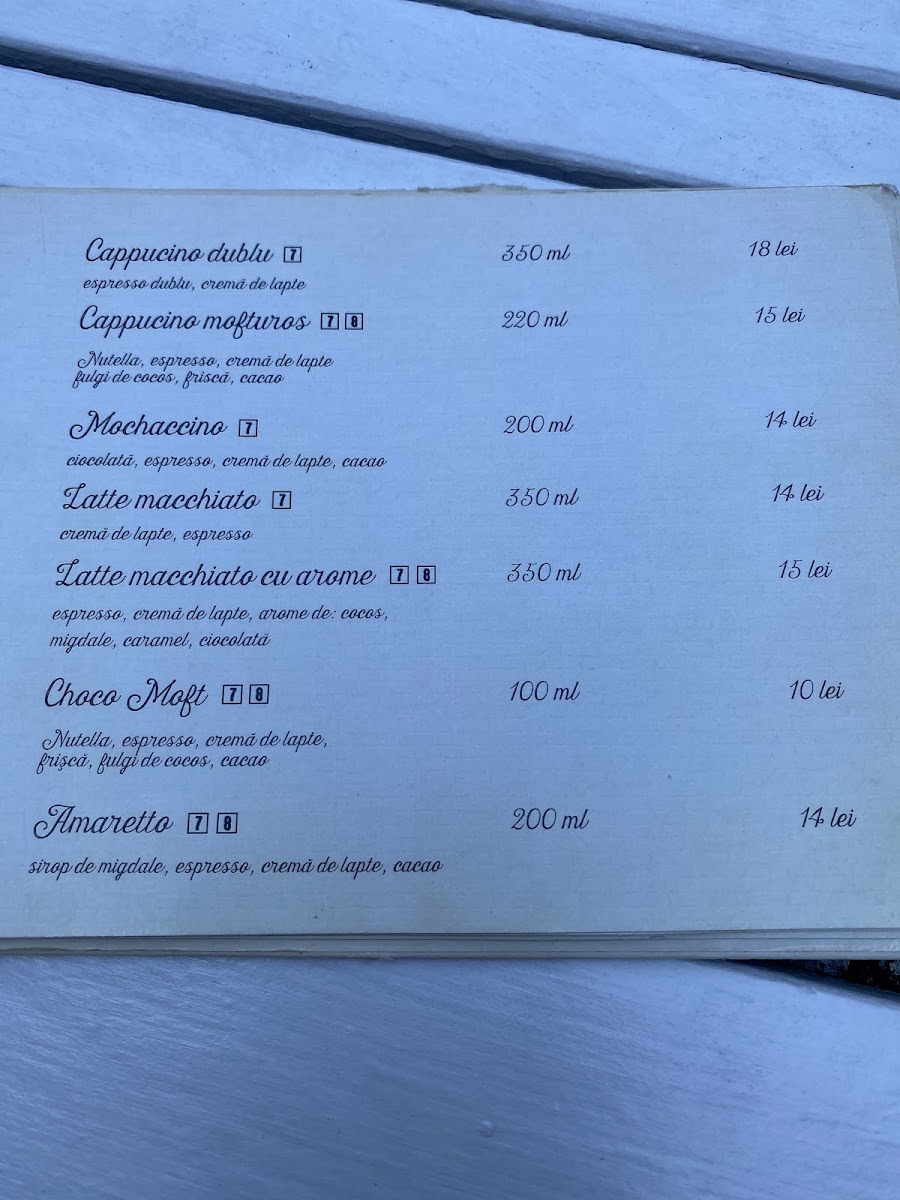 Cappucino dublu 7 350 ml 18 lei
espresso dublu, cremă de lapte
Cappucino mofturos 7 8 220 ml 15 lei
Nutella, espresso, cremă de lapte
fulgi de cocos, friscă, cacao
Mochaccino 7 200 ml 14 lei
ciocolată, espresso, cremă de lapte, cacao
Latte macchiato 7 350 ml 14 lei
cremă de lapte, espresso
Latte macchiato cu arome 7 8 350 ml 15 lei
espresso, cremă de lapte, arome de: cocos,
migdale, caramel, ciocolată
Choco Moft 7 8 100 ml 10 lei
Nutella, espresso, cremă de lapte,
frișcă, fulgi de cocos, cacao
Amaretto 7 8 200 ml 14 lei
sirop de migdale, espresso, cremă de lapte, cacao